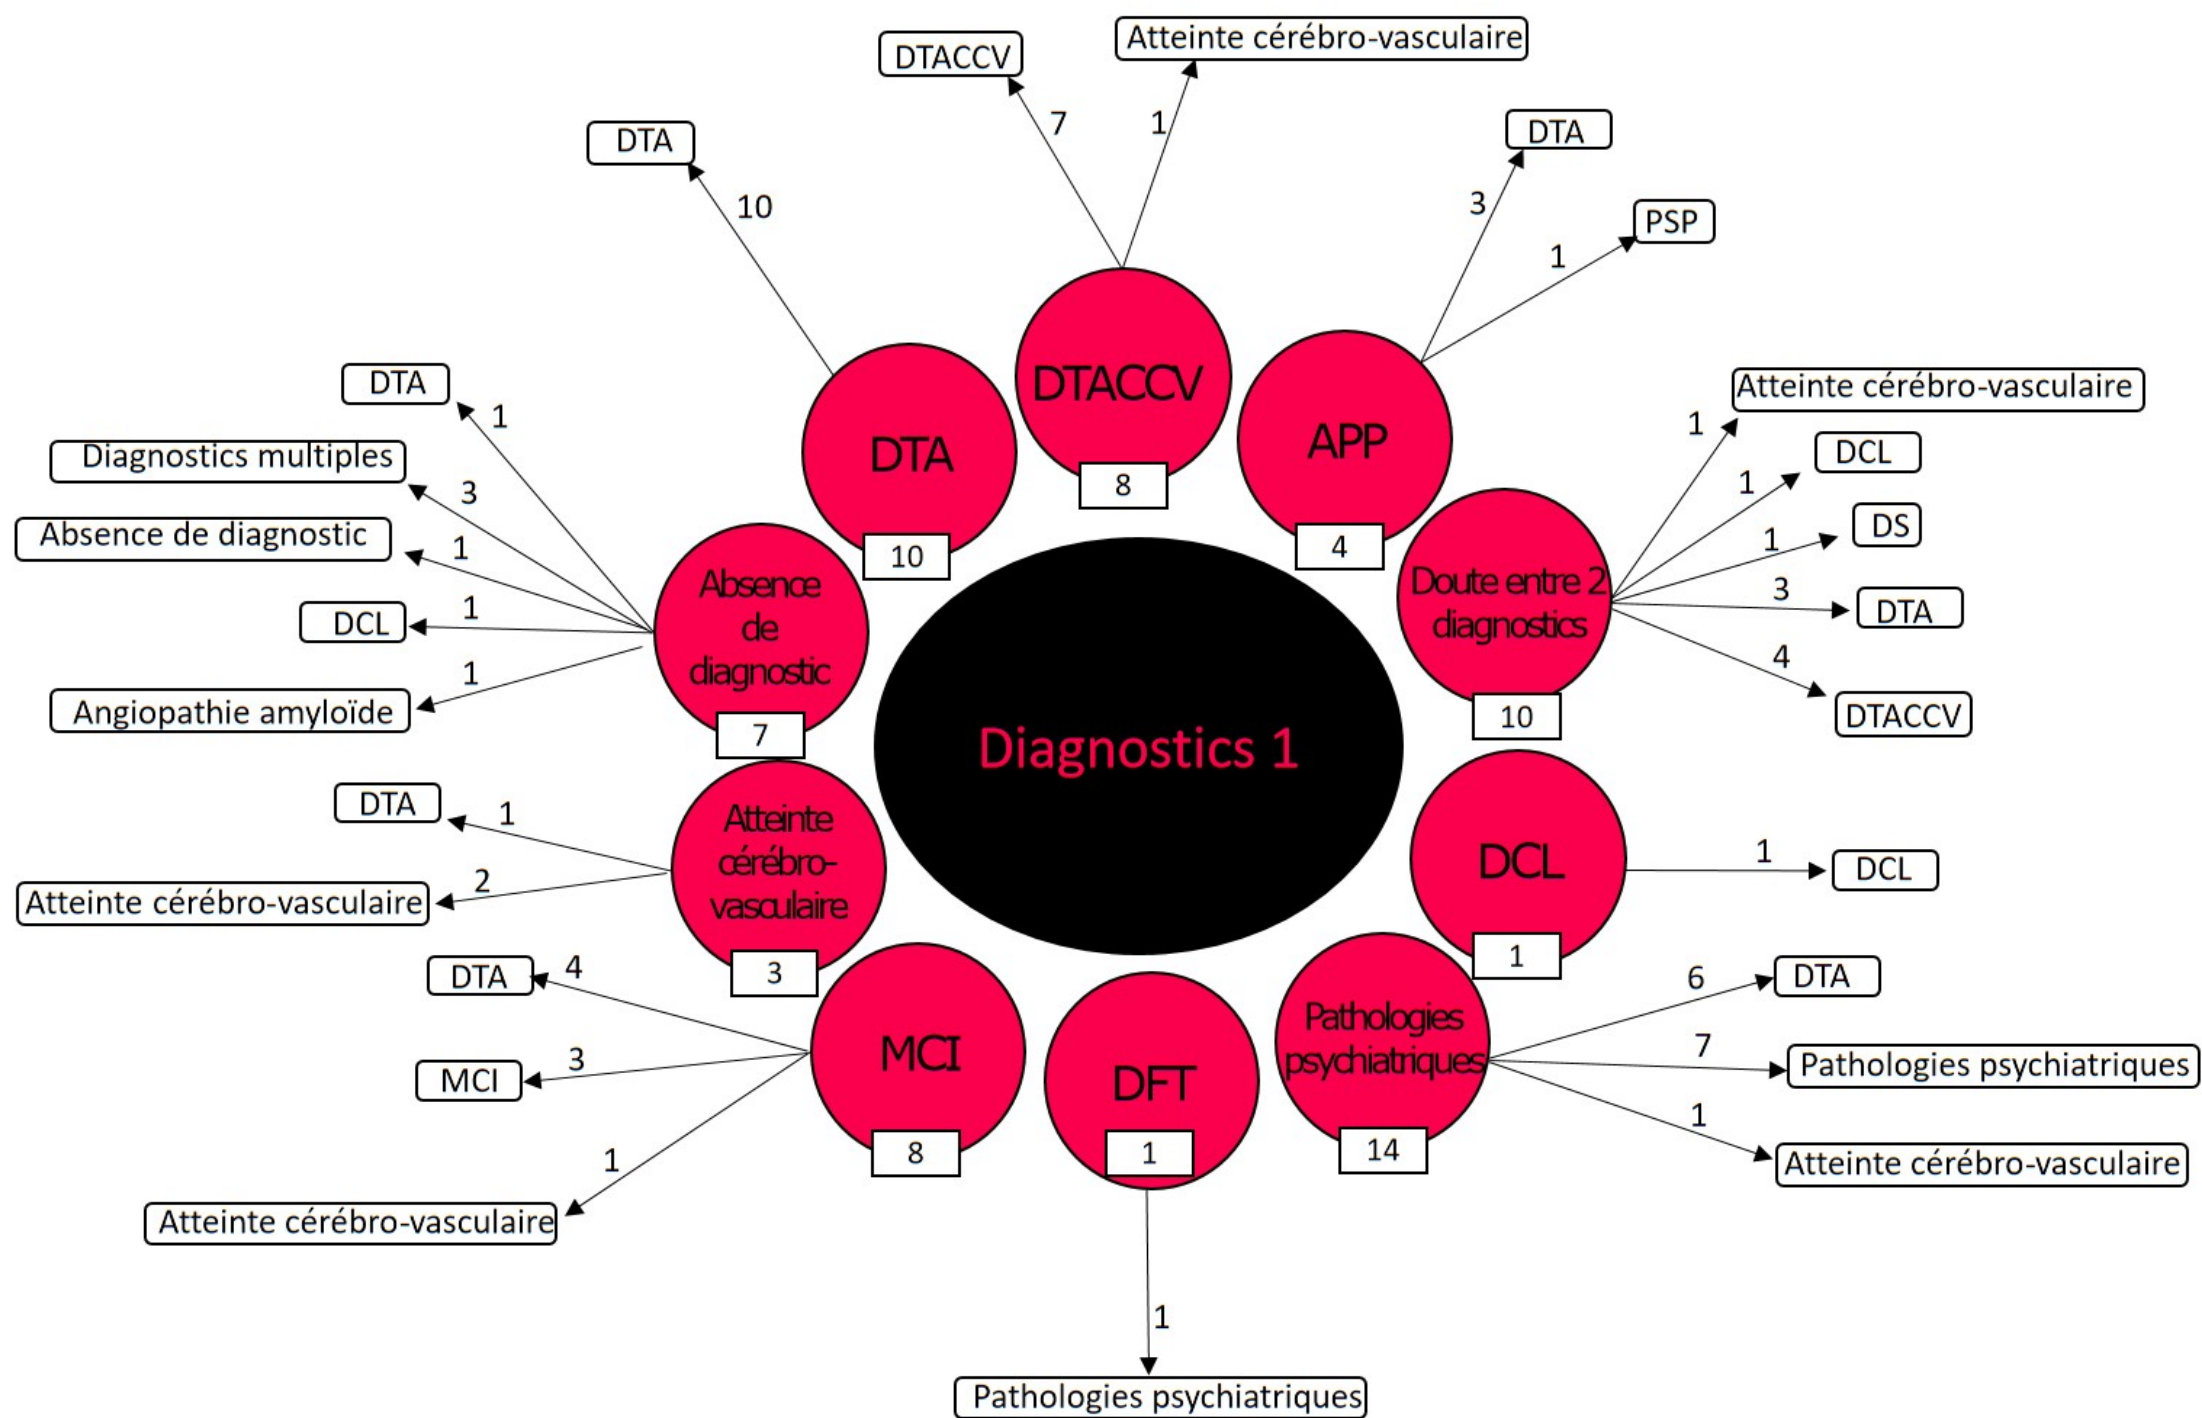 DTACCV
Atteinte cérébro-vasculaire
7
1
DTA
10
DTA
3
PSP
1
DTACCV
8
DTA
10
APP
4
DTA
1
Diagnostics multiples
3
Absence de diagnostic
1
DCL
1
Angiopathie amyloïde
1
Absence
de
diagnostic
7
Doute entre 2
diagnostics
10
Atteinte cérébro-vasculaire
1
DCL
1
DS
1
DTA
3
DTACCV
4
Diagnostics 1
DTA
1
Atteinte cérébro-vasculaire
2
Atteinte
cérébro-
vasculaire
3
DCL
1
DCL
1
DTA
4
MCI
3
Atteinte cérébro-vasculaire
1
MCI
8
DFT
1
1
Pathologies psychiatriques
Pathologies
psychiatriques
14
DTA
6
Pathologies psychiatriques
7
Atteinte cérébro-vasculaire
1